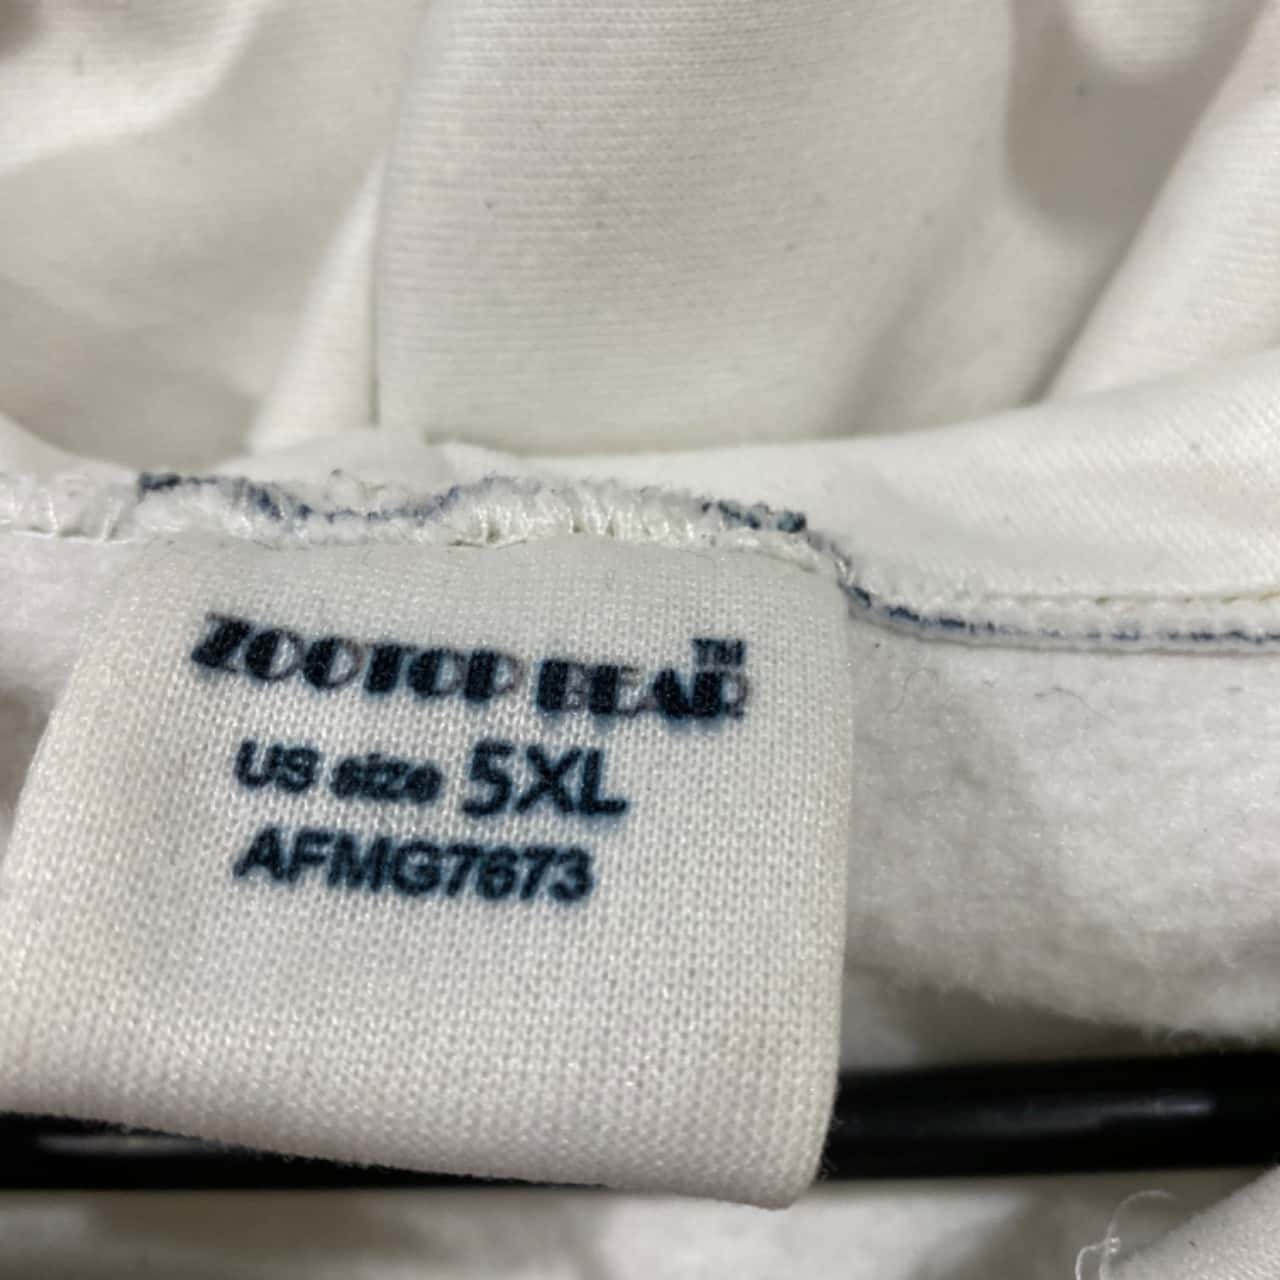 ZOOTOP BEAR™
US size 5XL
AFMG7673